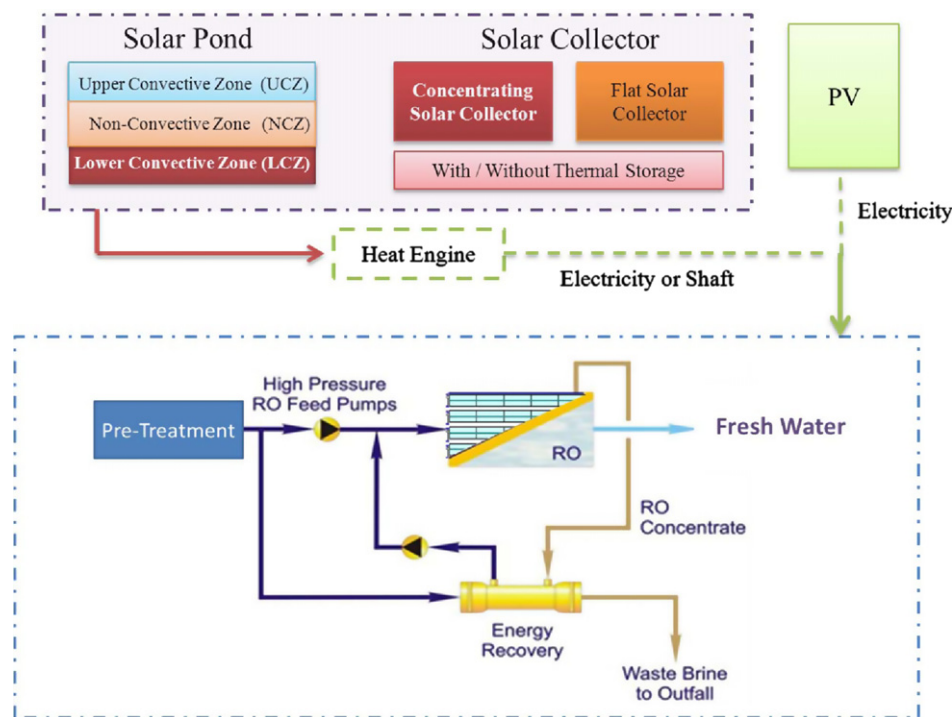 Solar Pond
Solar Collector
Upper Convective Zone (UCZ)
Non-Convective Zone (NCZ)
Lower Convective Zone (LCZ)
Concentrating
Solar Collector
Flat Solar
Collector
With / Without Thermal Storage
PV
Electricity
Heat Engine
Electricity or Shaft
High Pressure
RO Feed Pumps
Pre-Treatment
RO
Fresh Water
RO
Concentrate
Energy
Recovery
Waste Brine
to Outfall